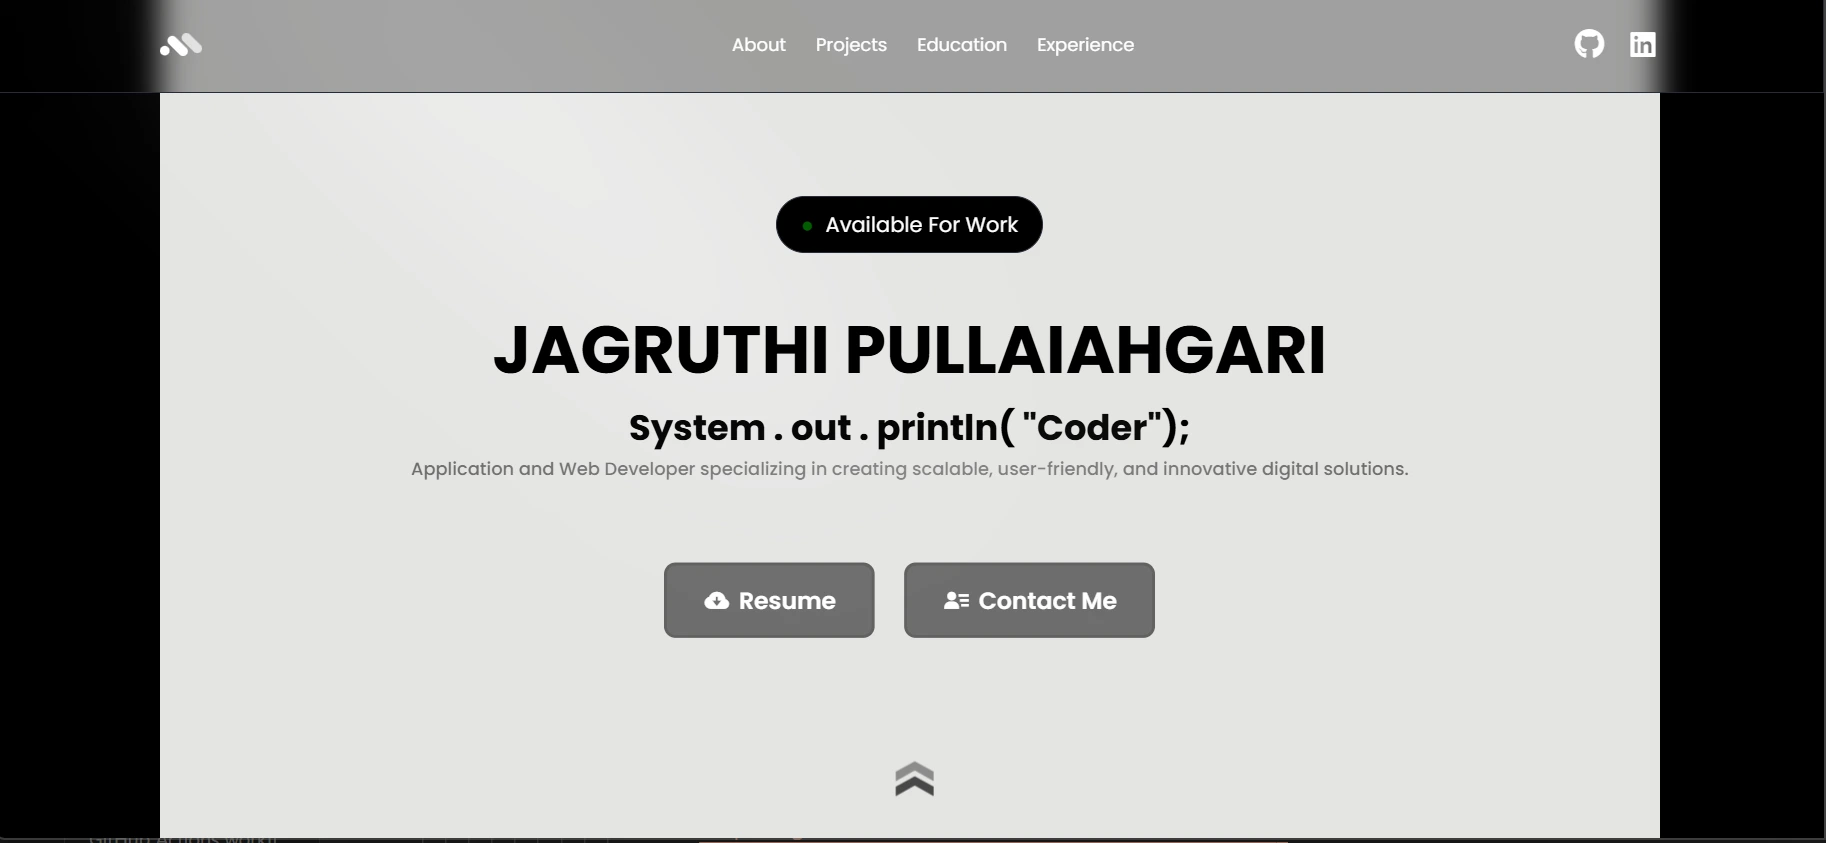 About Projects Education Experience
Available For Work
JAGRUTHI PULLAIAHGARI
System . out . println( "Coder");
Application and Web Developer specializing in creating scalable, user-friendly, and innovative digital solutions.
Resume Contact Me